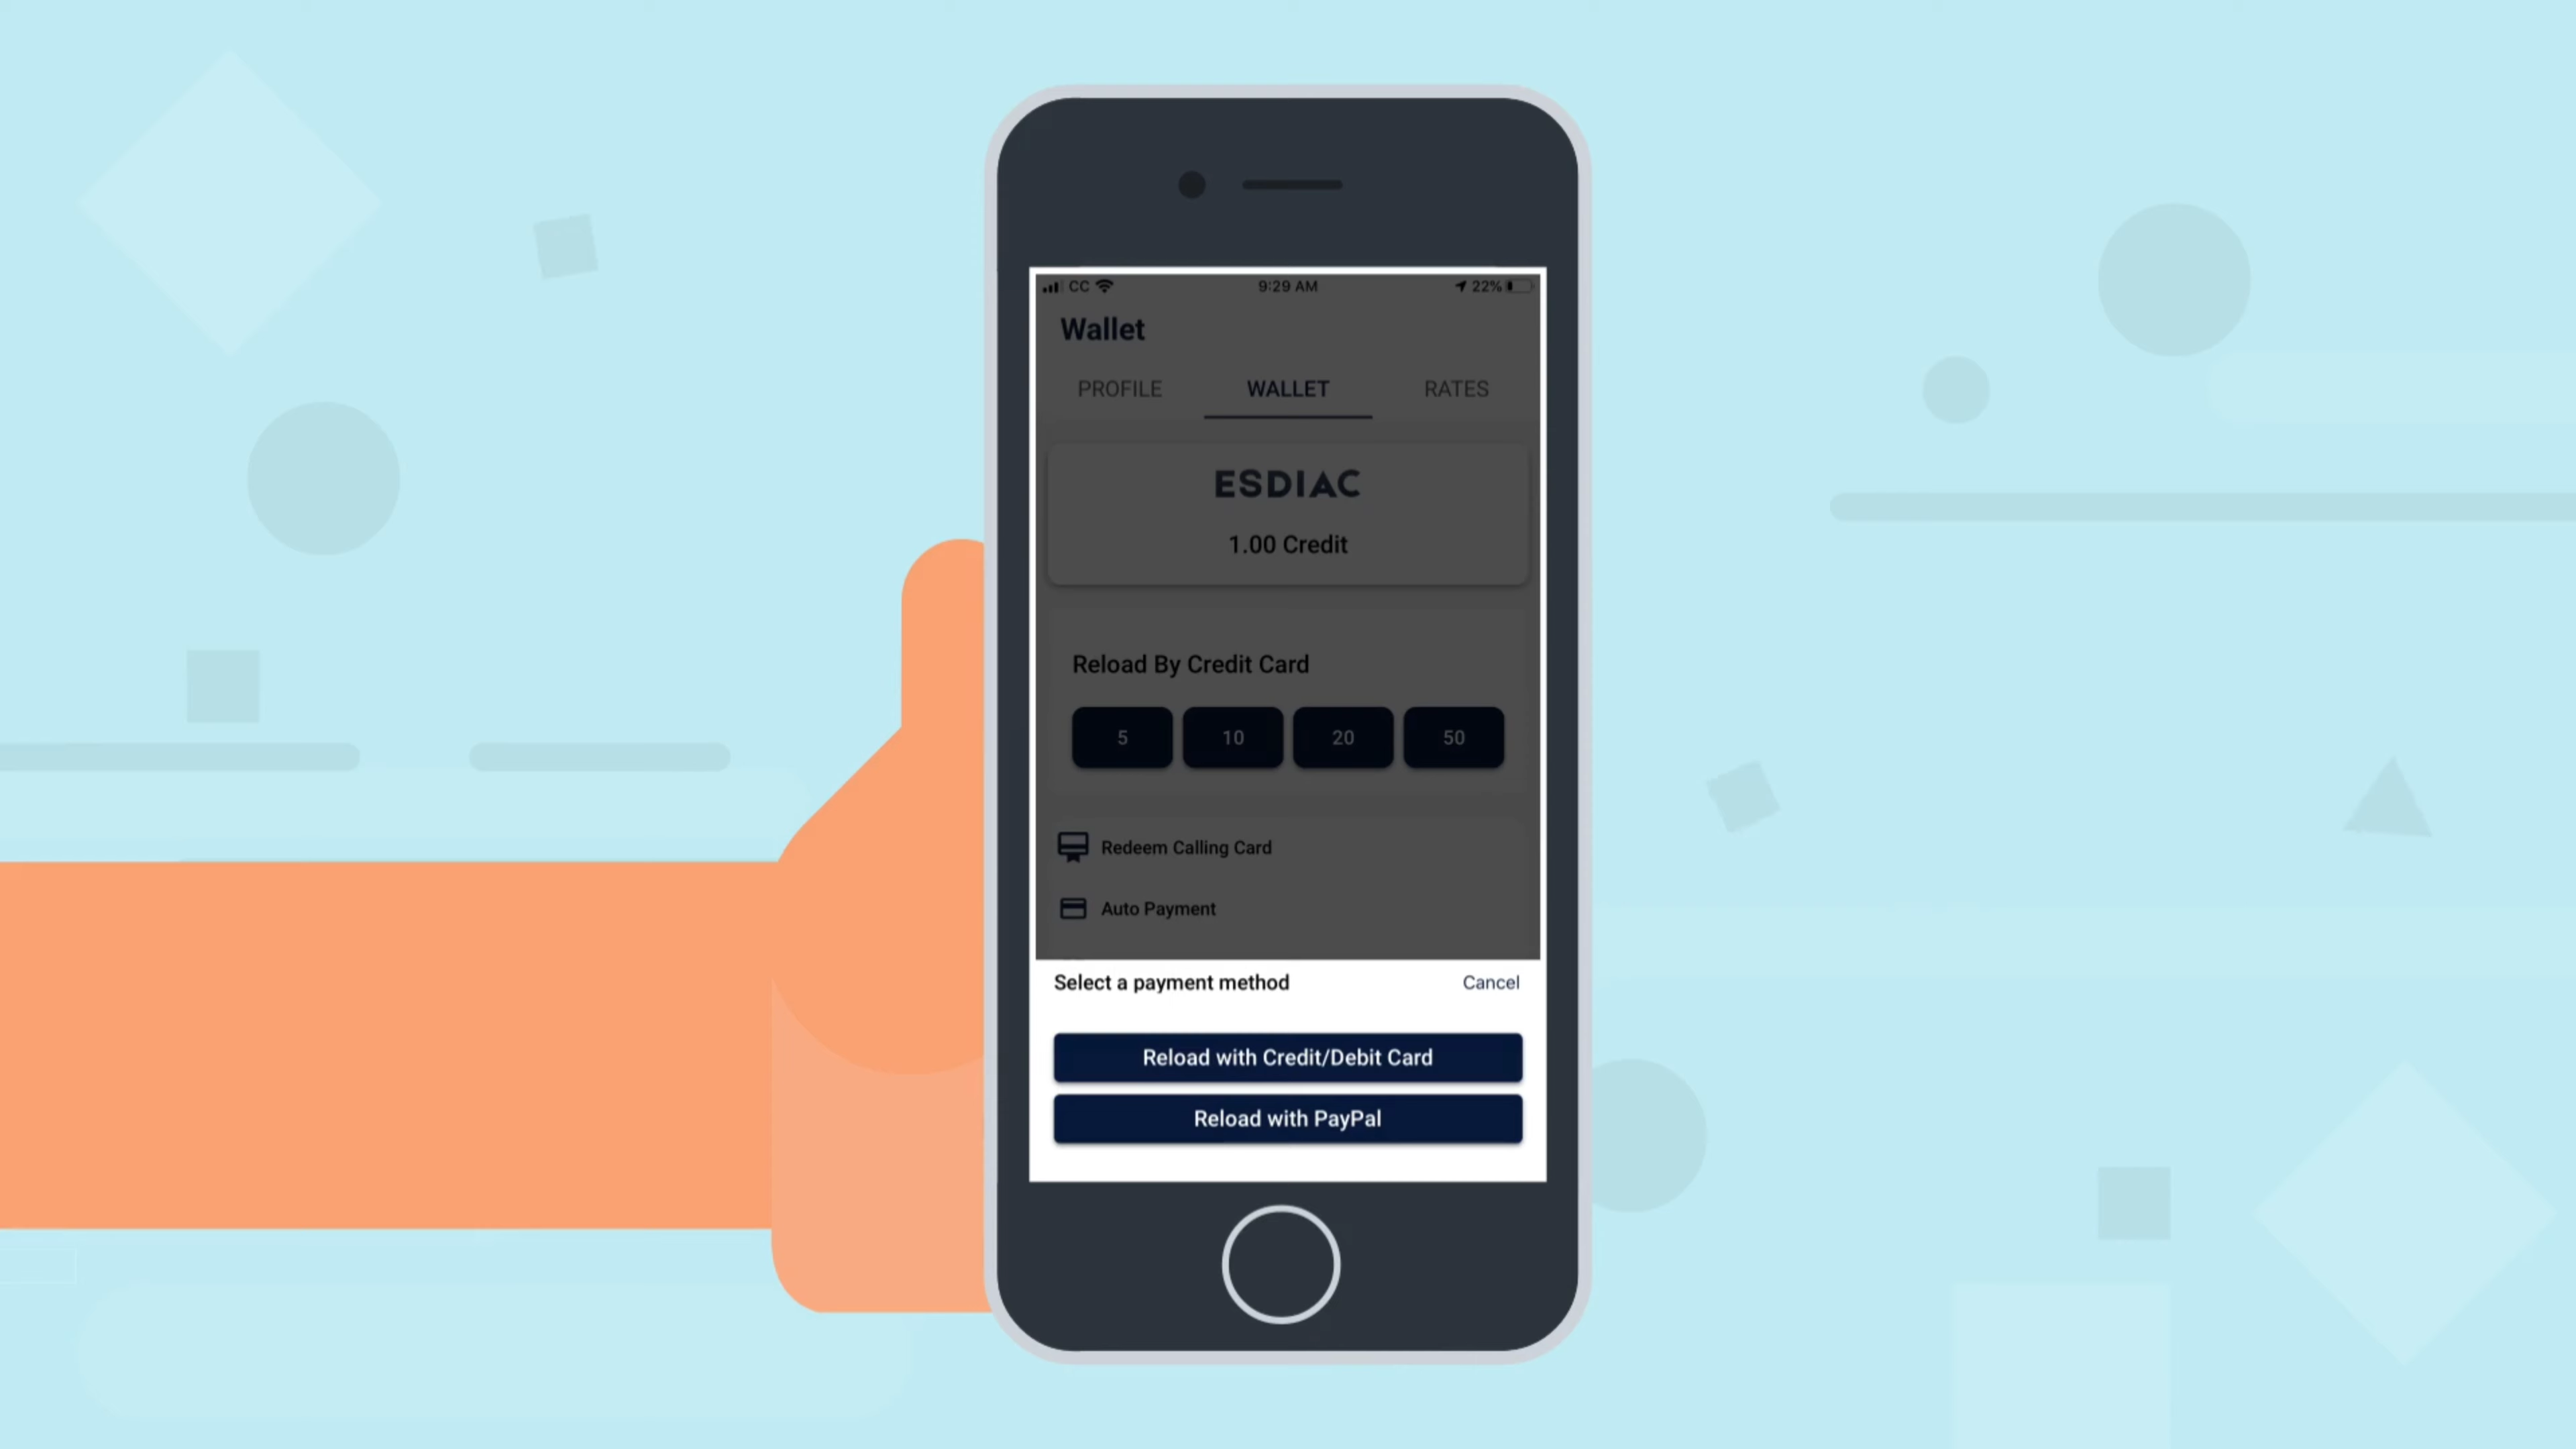 CC 9:29 AM 22%
Wallet
PROFILE WALLET RATES
ESDIAC
1.00 Credit
Reload By Credit Card
5 10 20 50
Redeem Calling Card
Auto Payment
Select a payment method Cancel
Reload with Credit/Debit Card
Reload with PayPal